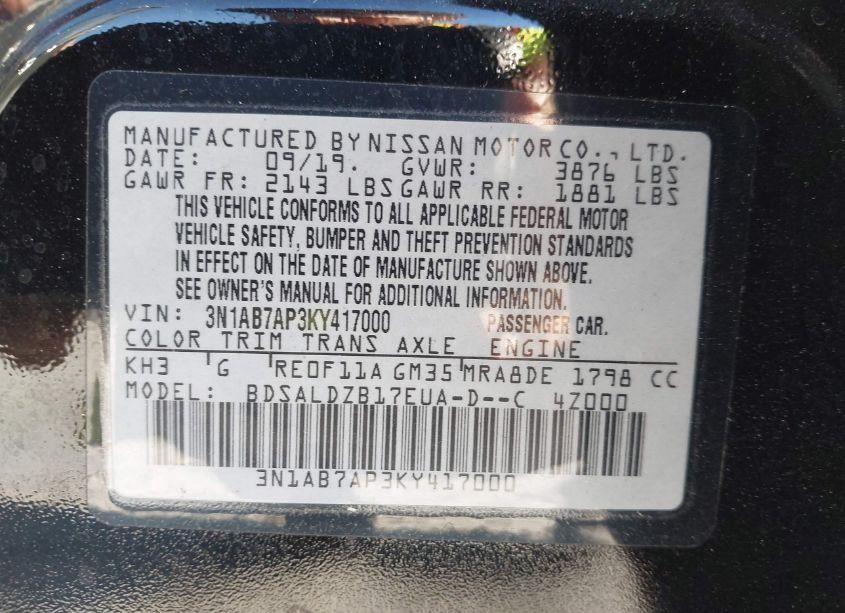 MANUFACTURED BY NISSAN MOTOR CO., LTD.
DATE: 09/19. GVWR: 3876 LBS
GAWR FR: 2143 LBS GAWR RR: 1881 LBS
THIS VEHICLE CONFORMS TO ALL APPLICABLE FEDERAL MOTOR
VEHICLE SAFETY, BUMPER AND THEFT PREVENTION STANDARDS
IN EFFECT ON THE DATE OF MANUFACTURE SHOWN ABOVE.
SEE OWNER'S MANUAL FOR ADDITIONAL INFORMATION.
VIN: 3N1AB7AP3KY417000 PASSENGER CAR.
COLOR TRIM TRANS AXLE ENGINE
KH3 G RE0F11A GM35 MRA8DE 1798 CC
MODEL: BDSALDZB17EUA-D--C 4Z000
3N1AB7AP3KY417000